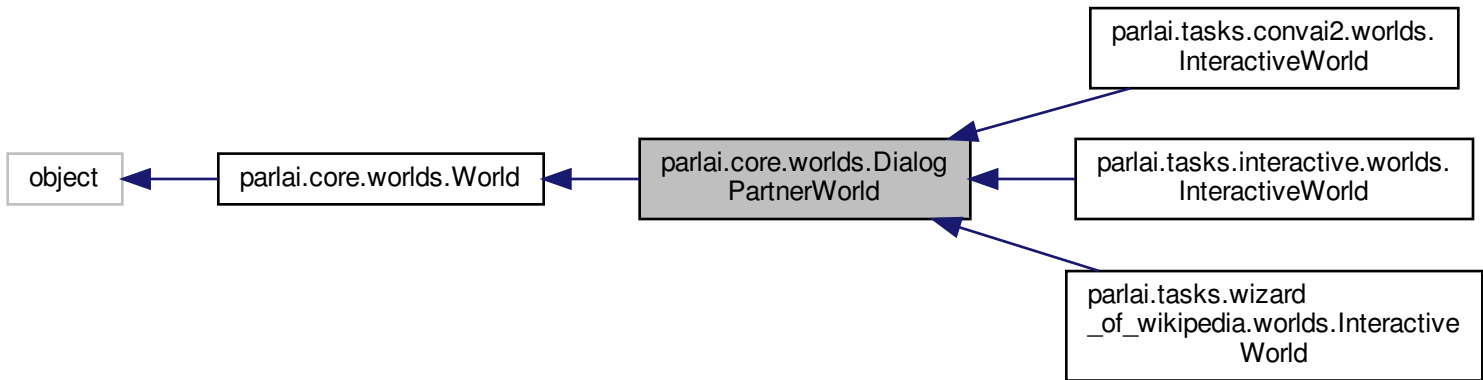 object
parlai.core.worlds.World
parlai.core.worlds.Dialog
PartnerWorld
parlai.tasks.convai2.worlds.
InteractiveWorld
parlai.tasks.interactive.worlds.
InteractiveWorld
parlai.tasks.wizard
_of_wikipedia.worlds.Interactive
World